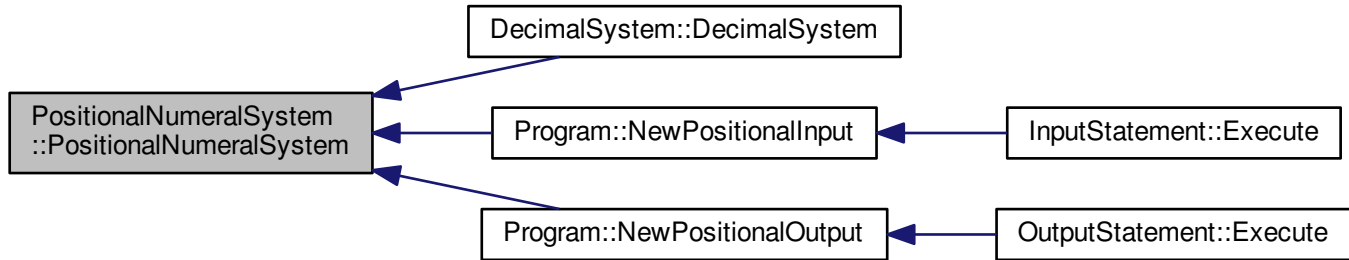 DecimalSystem::DecimalSystem
PositionalNumeralSystem
::PositionalNumeralSystem
Program::NewPositionalInput
InputStatement::Execute
Program::NewPositionalOutput
OutputStatement::Execute